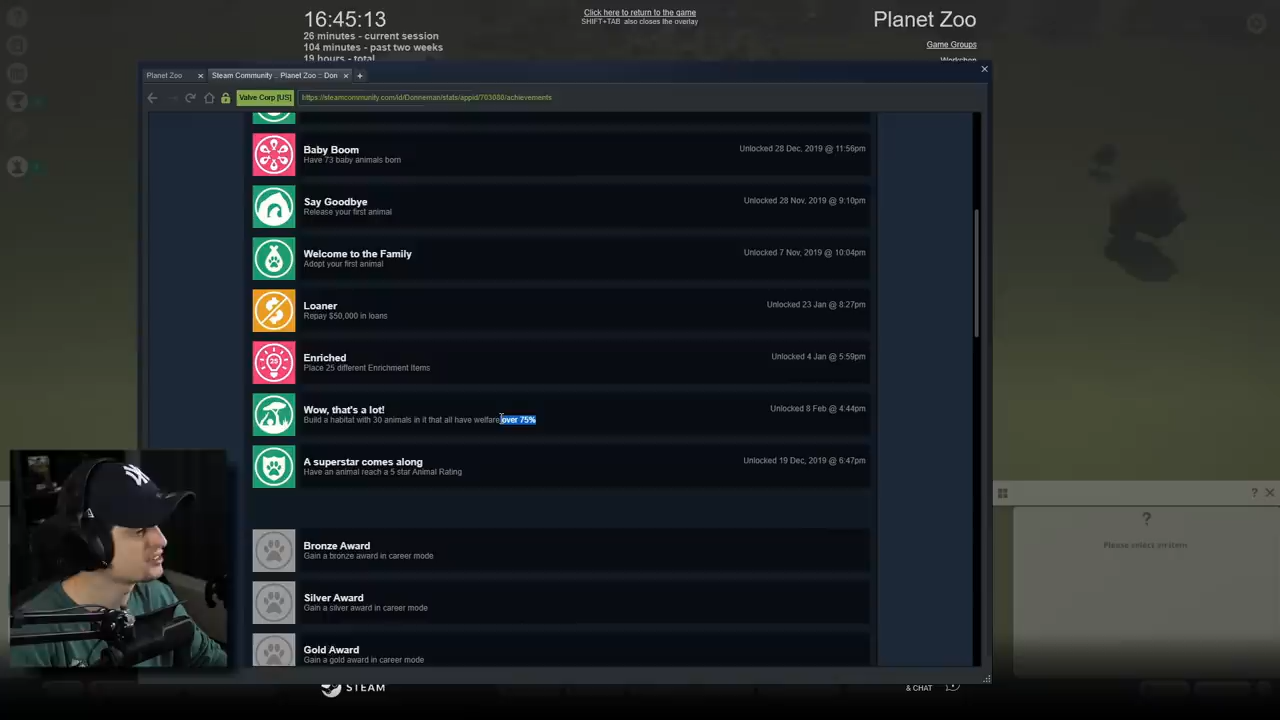 16:45:13
26 minutes - current session
104 minutes - past two weeks
19 hours - total
Click here to return to the game
SHIFT+TAB also closes the overlay
Planet Zoo
Game Groups
Workshop
Planet Zoo
Steam Community :: Planet Zoo :: Don
Valve Corp [US]
https://steamcommunity.com/id/Donneman/stats/appid/703080/achievements
Baby Boom
Have 73 baby animals born
Unlocked 28 Dec, 2019 @ 11:56pm
Say Goodbye
Release your first animal
Unlocked 28 Nov, 2019 @ 9:10pm
Welcome to the Family
Adopt your first animal
Unlocked 7 Nov, 2019 @ 10:04pm
Loaner
Repay $50,000 in loans
Unlocked 23 Jan @ 8:27pm
Enriched
Place 25 different Enrichment Items
Unlocked 4 Jan @ 5:59pm
25
Wow, that's a lot!
Build a habitat with 30 animals in it that all have welfare over 75%
Unlocked 8 Feb @ 4:44pm
A superstar comes along
Have an animal reach a 5 star Animal Rating
Unlocked 19 Dec, 2019 @ 6:47pm
Bronze Award
Gain a bronze award in career mode
Silver Award
Gain a silver award in career mode
Gold Award
Gain a gold award in career mode
?
Please select an item
STEAM
& CHAT